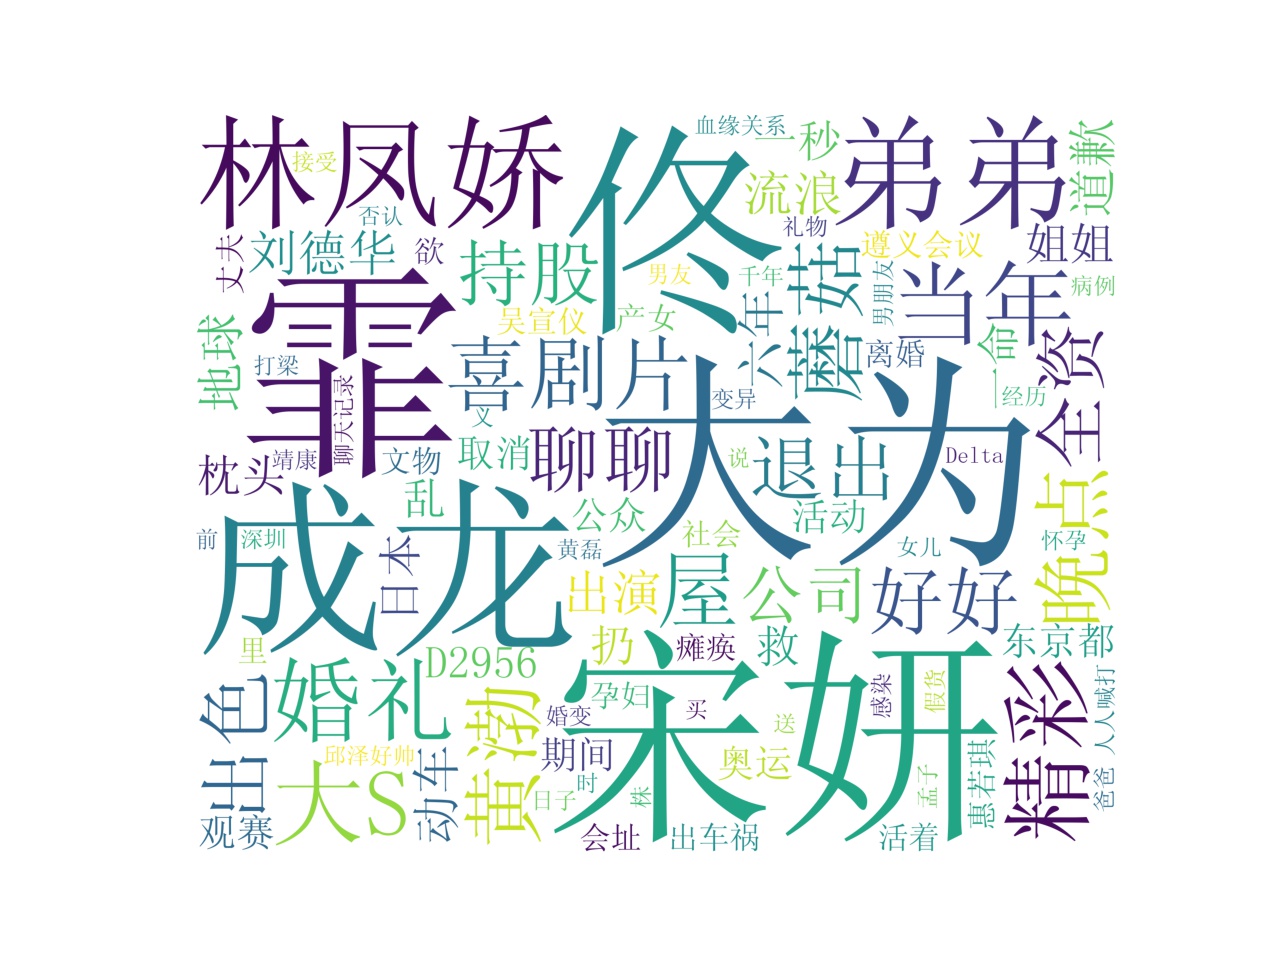 林凤娇
接受
否认
佟
血缘关系
一秒
流浪
弟弟
道歉
丈夫
刘德华
欲
持股
男友
千年
礼物
蘑菇
男朋友
遵义会议
姐姐
当年
病例
霏
吴宣仪
产女
六年
地球
打梁
聊天记录
喜剧片
大为
变异
离婚
一命
经历
全资
枕头
靖康
文物
义
取消
聊聊
说
退出
Delta
乱
公众
活动
晚点
前
深圳
成龙
日本
黄磊
社会
女儿
怀孕
出演
屋
公司
好好
里
婚礼
D2956
扔
瘫痪
救
东京都
出色
黄渤
孕妇
宋妍
婚变
买
感染
假货
精彩
人人喊打
邱泽好帅
动车
期间
送
奥运
大S
时
日子
株
孟子
惠若琪
爸爸
观赛
会址
出车祸
活着